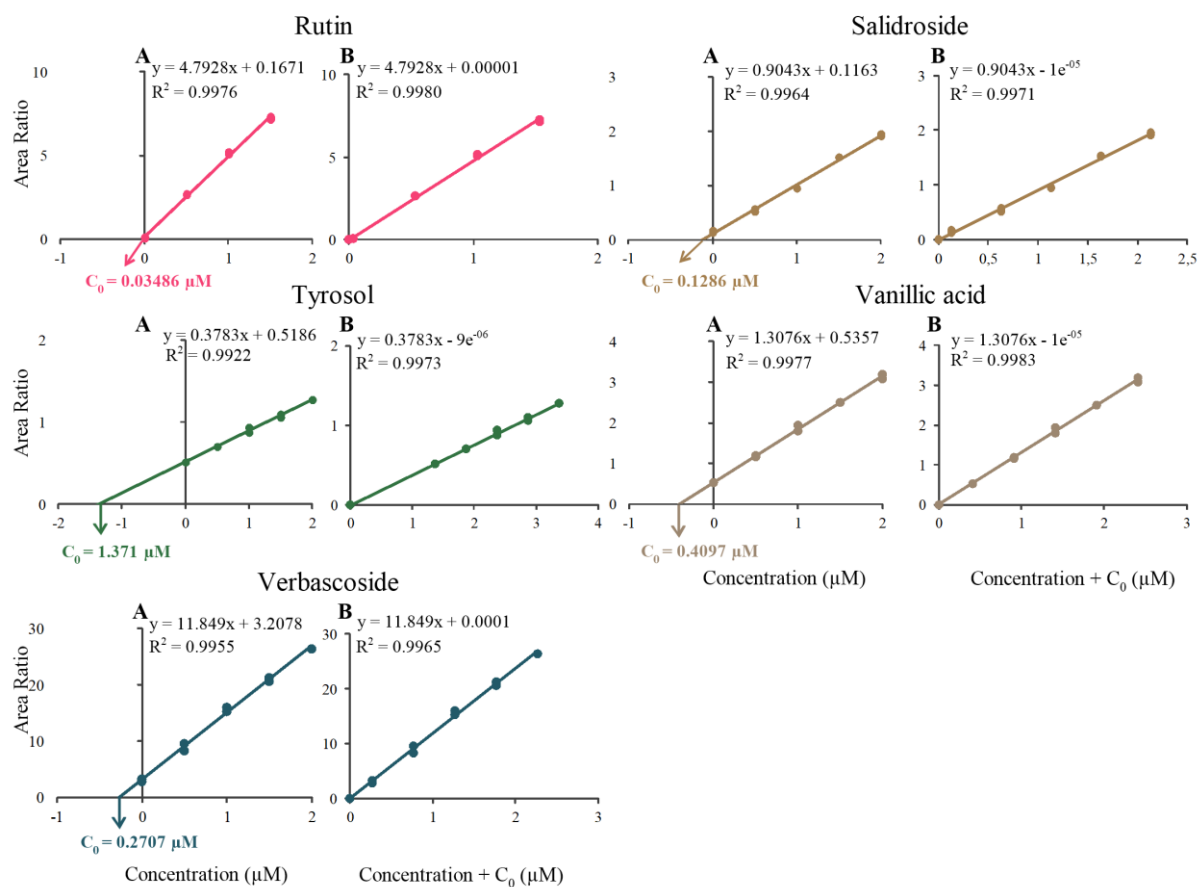 Rutin
A
y = 4.7928x + 0.1671
R² = 0.9976
Area Ratio
10
5
0
-1
0
1
2
C₀ = 0.03486 µM
B
y = 4.7928x + 0.00001
R² = 0.9980
10
5
0
0
1
2
Salidroside
A
y = 0.9043x + 0.1163
R² = 0.9964
3
2
1
0
-1
0
1
2
C₀ = 0.1286 µM
B
y = 0.9043x - 1e⁻⁰⁵
R² = 0.9971
3
2
1
0
0
0,5
1
1,5
2
2,5
Tyrosol
A
y = 0.3783x + 0.5186
R² = 0.9922
Area Ratio
2
1
0
-2
-1
0
1
2
C₀ = 1.371 µM
B
y = 0.3783x - 9e⁻⁰⁶
R² = 0.9973
2
1
0
0
1
2
3
4
Vanillic acid
A
y = 1.3076x + 0.5357
R² = 0.9977
4
3
2
1
0
-1
0
1
2
C₀ = 0.4097 µM
Concentration (µM)
B
y = 1.3076x - 1e⁻⁰⁵
R² = 0.9983
4
3
2
1
0
0
1
2
3
Concentration + C₀ (µM)
Verbascoside
A
y = 11.849x + 3.2078
R² = 0.9955
Area Ratio
30
20
10
0
-1
0
1
2
C₀ = 0.2707 µM
Concentration (µM)
B
y = 11.849x + 0.0001
R² = 0.9965
30
20
10
0
0
1
2
3
Concentration + C₀ (µM)